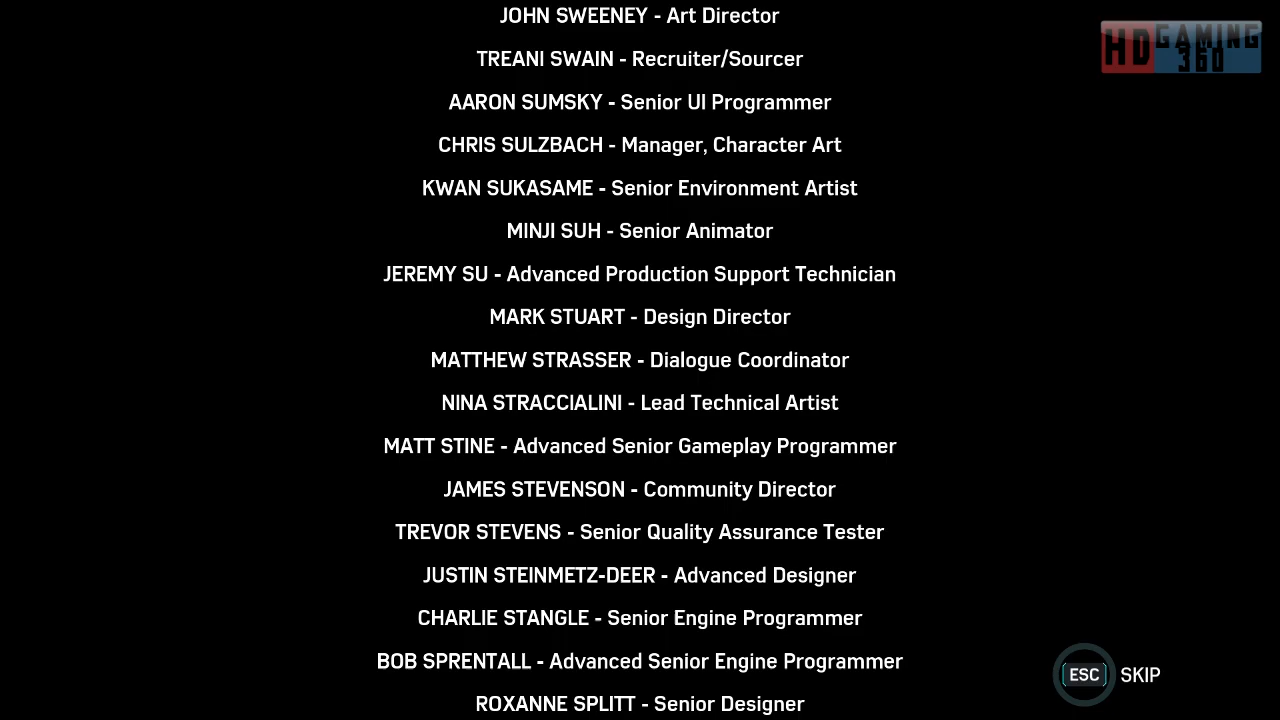 JOHN SWEENEY - Art Director
TREANI SWAIN - Recruiter/Sourcer
AARON SUMSKY - Senior UI Programmer
CHRIS SULZBACH - Manager, Character Art
KWAN SUKASAME - Senior Environment Artist
MINJI SUH - Senior Animator
JEREMY SU - Advanced Production Support Technician
MARK STUART - Design Director
MATTHEW STRASSER - Dialogue Coordinator
NINA STRACCIALINI - Lead Technical Artist
MATT STINE - Advanced Senior Gameplay Programmer
JAMES STEVENSON - Community Director
TREVOR STEVENS - Senior Quality Assurance Tester
JUSTIN STEINMETZ-DEER - Advanced Designer
CHARLIE STANGLE - Senior Engine Programmer
BOB SPRENTALL - Advanced Senior Engine Programmer
ROXANNE SPLITT - Senior Designer
HD GAMING
360
ESC SKIP